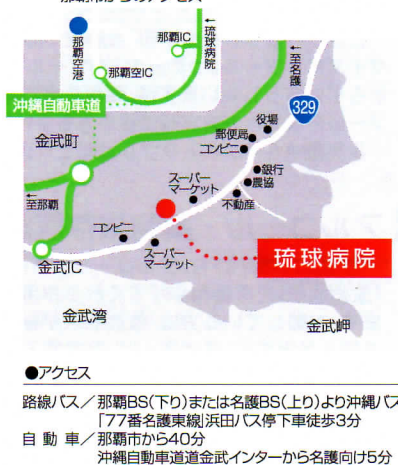 那覇IC
←琉球病院
那覇空港
那覇空IC
沖縄自動車道
←至名護
329
金武町
役場
郵便局
コンビニ
銀行
農協
スーパー
マーケット
不動産
←至那覇
コンビニ
スーパー
マーケット
琉球病院
金武IC
金武湾
金武岬
●アクセス
路線バス／那覇BS(下り)または名護BS(上り)より沖縄バス
「77番名護東線」浜田バス停下車徒歩3分
自動車／那覇市から40分
沖縄自動車道道金武インターから名護向け5分